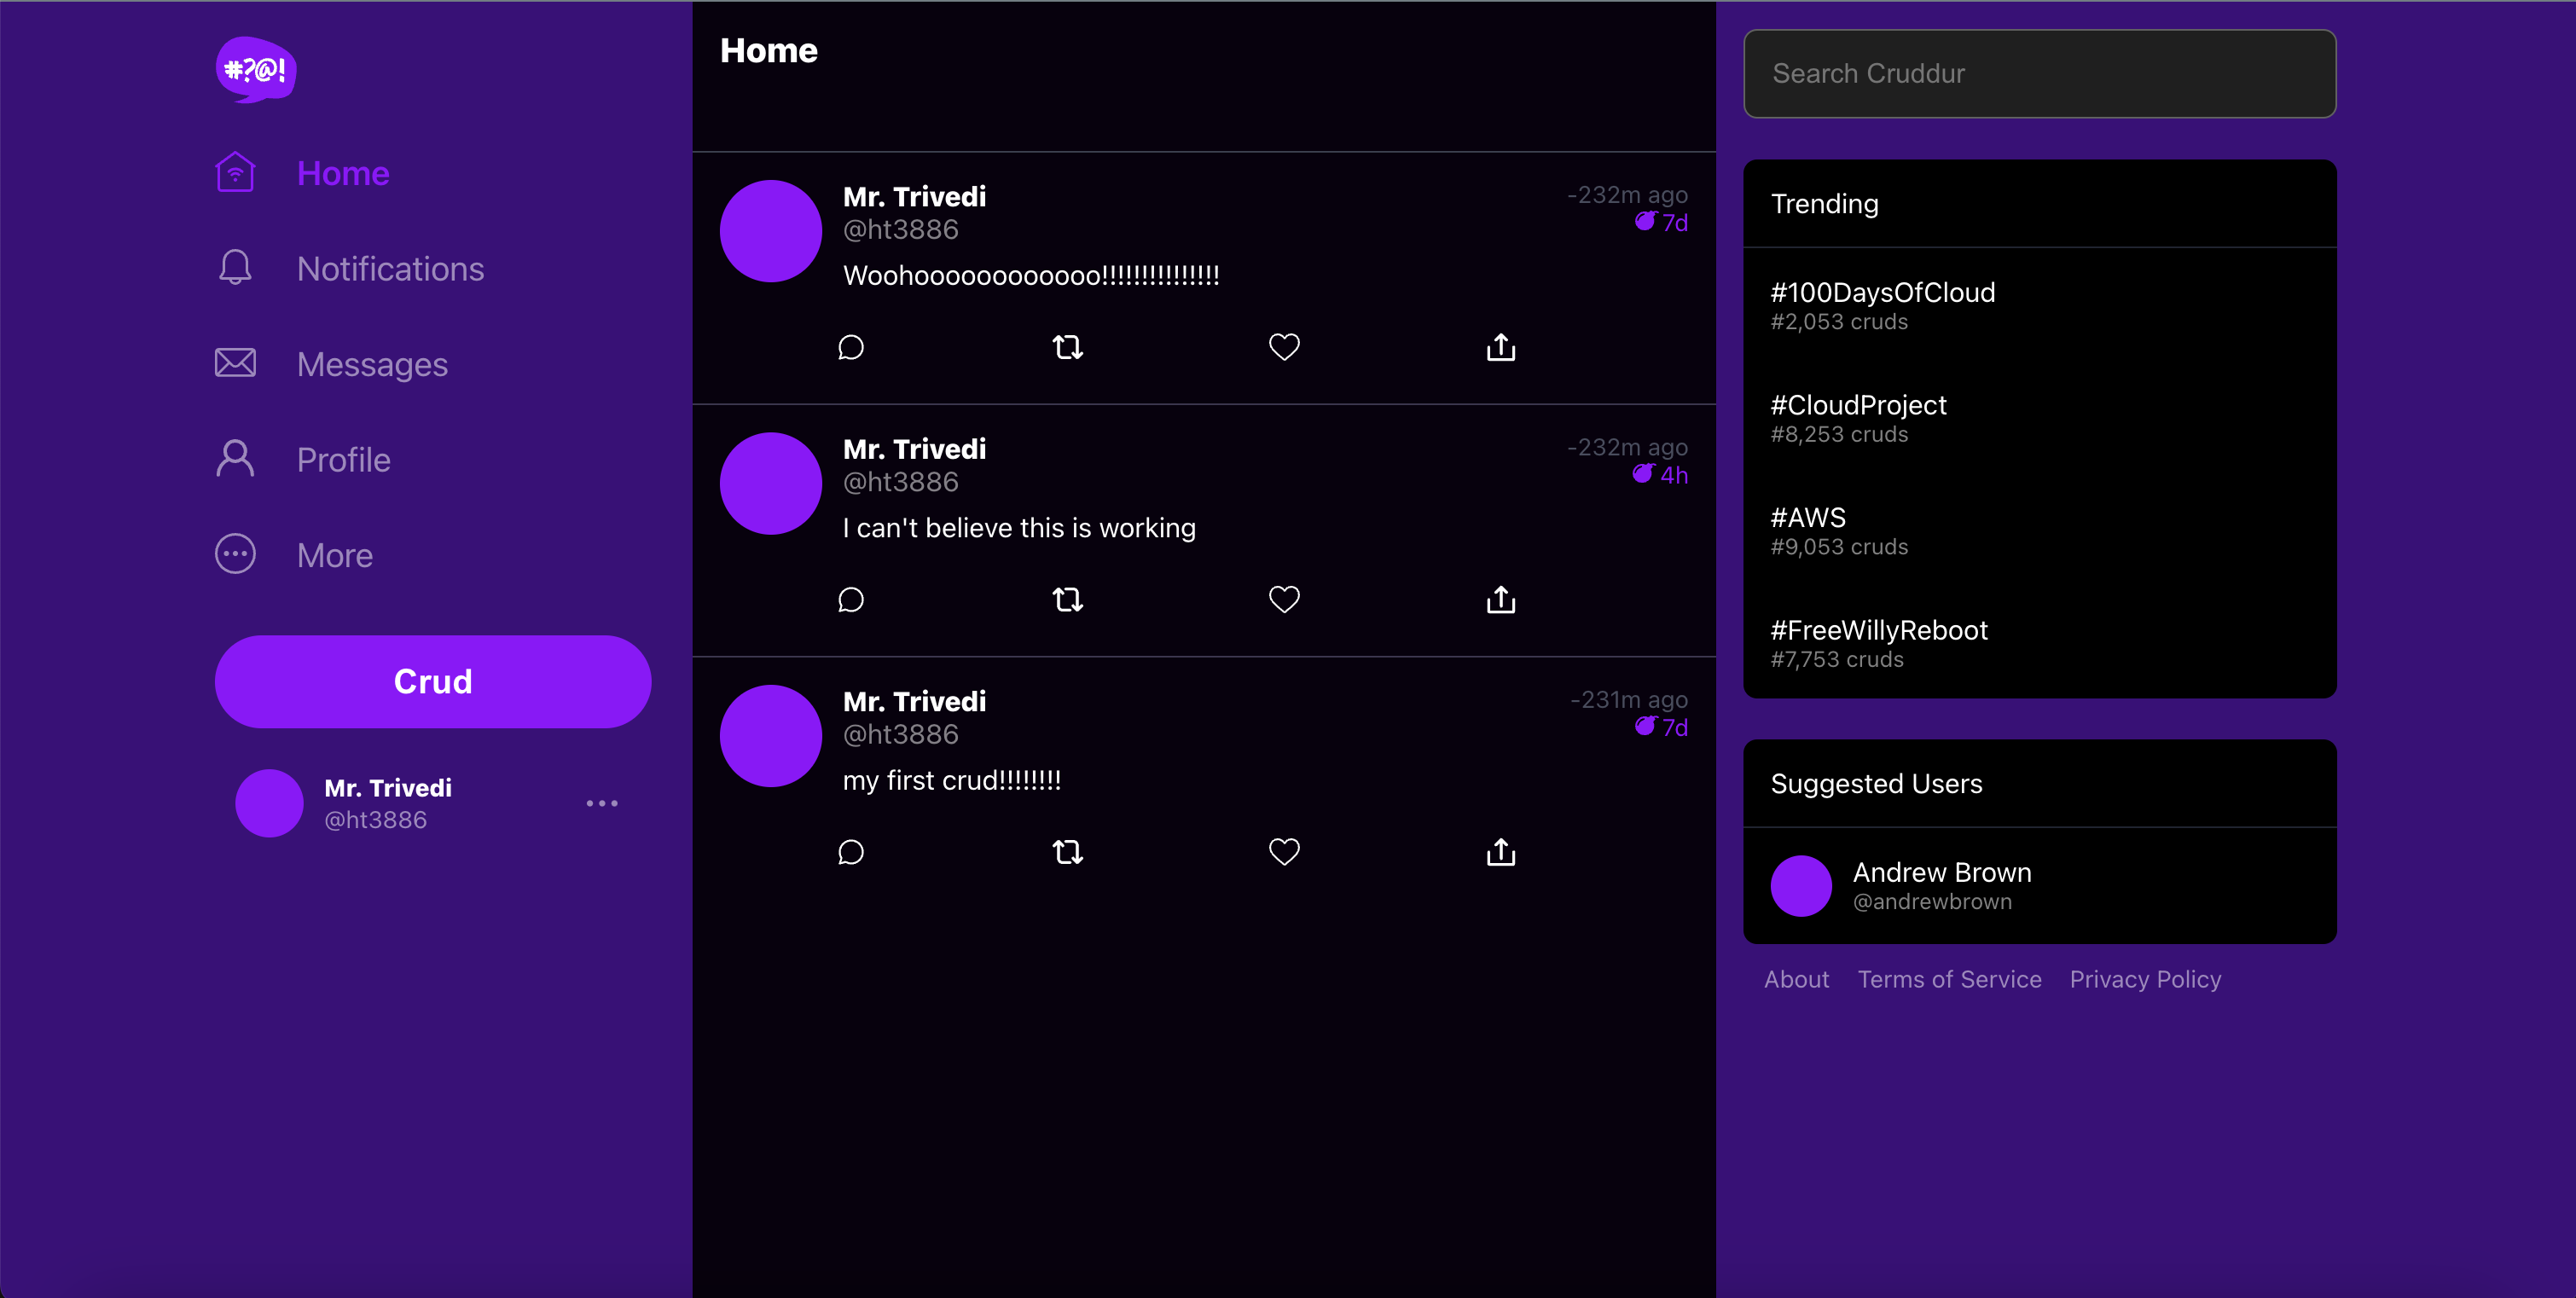 #?@!
Home
Notifications
Messages
Profile
More
Crud
Mr. Trivedi
@ht3886
Home
Mr. Trivedi
-232m ago
@ht3886
7d
Woohoooooooooooo!!!!!!!!!!!!!!!
Mr. Trivedi
-232m ago
@ht3886
4h
I can't believe this is working
Mr. Trivedi
-231m ago
@ht3886
7d
my first crud!!!!!!!!
Search Cruddur
Trending
#100DaysOfCloud
#2,053 cruds
#CloudProject
#8,253 cruds
#AWS
#9,053 cruds
#FreeWillyReboot
#7,753 cruds
Suggested Users
Andrew Brown
@andrewbrown
About Terms of Service Privacy Policy